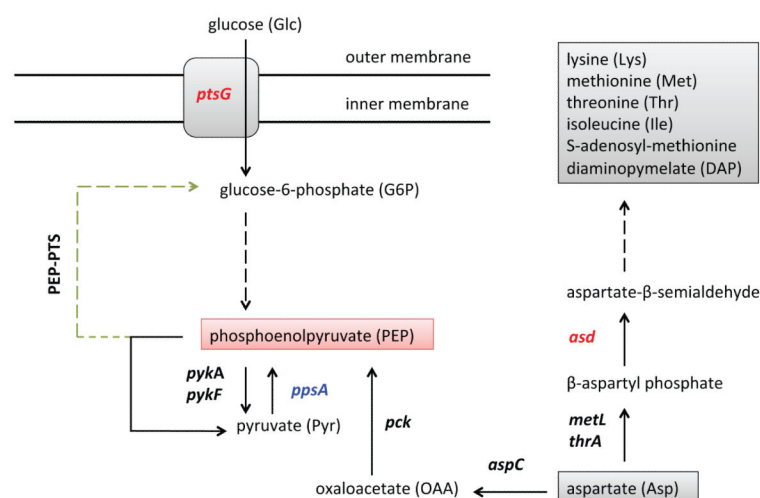 glucose (Glc)
outer membrane
ptsG
inner membrane
glucose-6-phosphate (G6P)
PEP-PTS
phosphoenolpyruvate (PEP)
pykA
pykF
ppsA
pyruvate (Pyr)
pck
oxaloacetate (OAA)
aspC
lysine (Lys)
methionine (Met)
threonine (Thr)
isoleucine (Ile)
S-adenosyl-methionine
diaminopymelate (DAP)
aspartate-β-semialdehyde
asd
β-aspartyl phosphate
metL
thrA
aspartate (Asp)